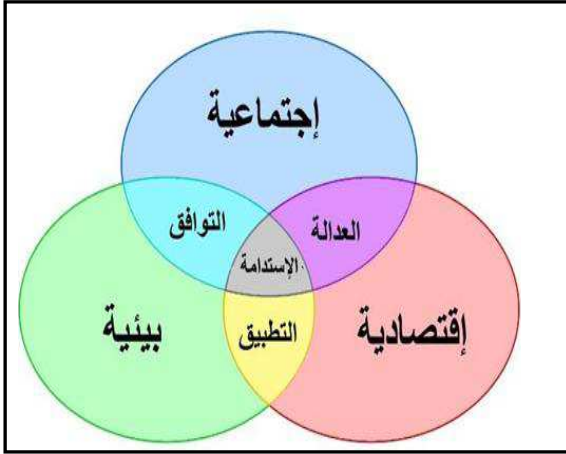 إجتماعية
العدالة
التوافق
الإستدامة
إقتصادية
التطبيق
بيئية